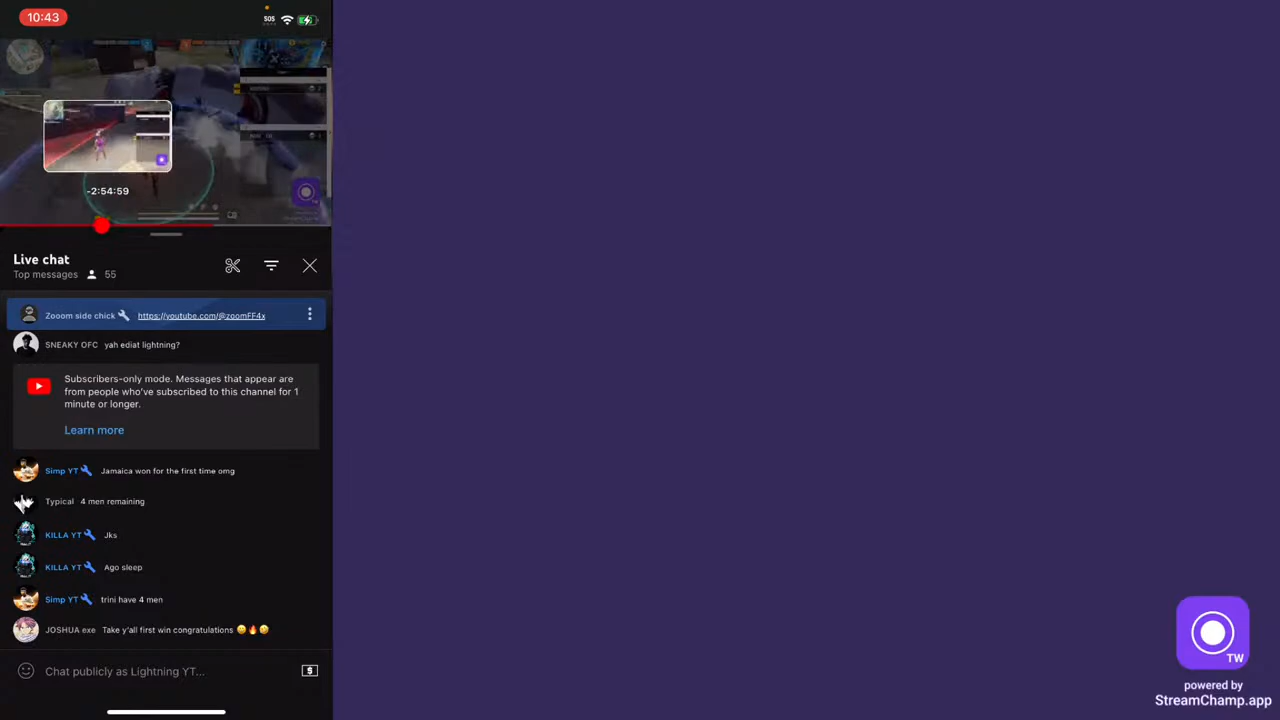 10:43
SOS
-2:54:59
Live chat
Top messages 55
Zooom side chick https://youtube.com/@zoomFF4x
SNEAKY OFC yah ediat lightning?
Subscribers-only mode. Messages that appear are
from people who've subscribed to this channel for 1
minute or longer.
Learn more
Simp YT Jamaica won for the first time omg
Typical 4 men remaining
KILLA YT Jks
KILLA YT Ago sleep
Simp YT trini have 4 men
JOSHUA exe Take y'all first win congratulations 😄🔥🤣
Chat publicly as Lightning YT...
TW
powered by
StreamChamp.app